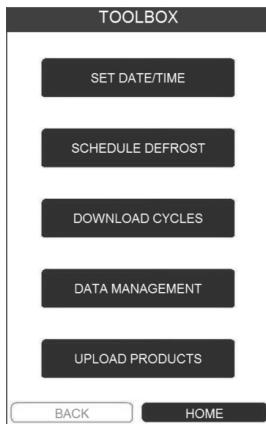 TOOLBOX
SET DATE/TIME
SCHEDULE DEFROST
DOWNLOAD CYCLES
DATA MANAGEMENT
UPLOAD PRODUCTS
BACK HOME